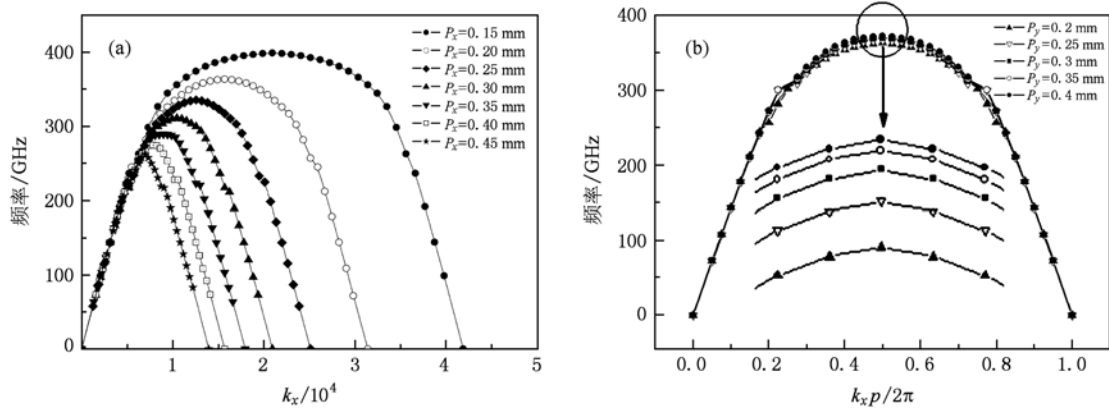 (a)
P_x=0.15 mm
P_x=0.20 mm
P_x=0.25 mm
P_x=0.30 mm
P_x=0.35 mm
P_x=0.40 mm
P_x=0.45 mm
400
300
200
100
0
0
1
3
4
5
频率/GHz
k_x/10^4
(b)
P_y=0.2 mm
P_y=0.25 mm
P_y=0.3 mm
P_y=0.35 mm
P_y=0.4 mm
400
300
200
100
0
0.0
0.2
0.4
0.6
0.8
1.0
频率/GHz
k_x p/2π